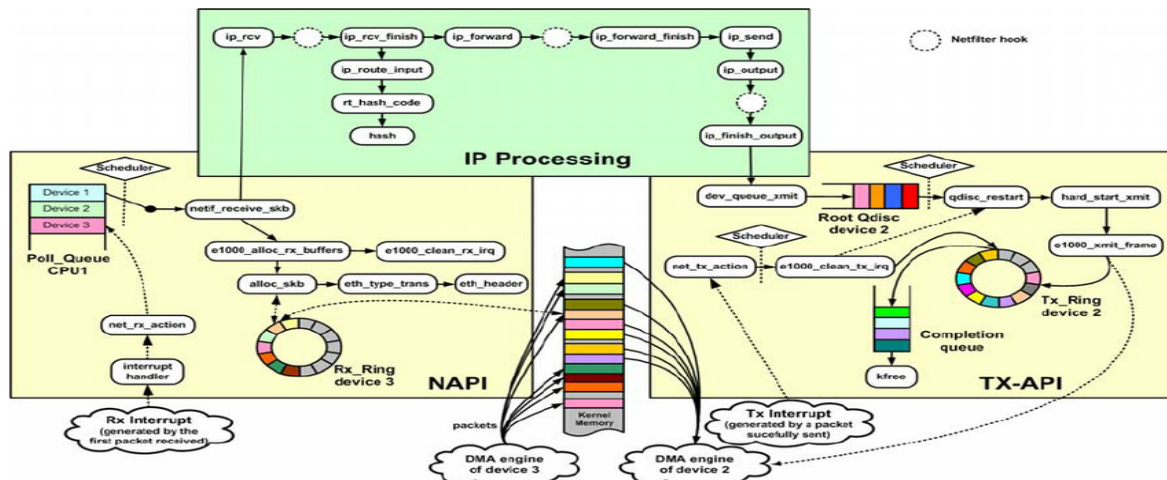 ip_rcv
ip_rcv_finish
ip_forward
ip_forward_finish
ip_send
Netfilter hook
ip_route_input
ip_output
rt_hash_code
hash
ip_finish_output
IP Processing
Scheduler
Device 1
Device 2
Device 3
Poll_Queue
CPU1
netif_receive_skb
e1000_alloc_rx_buffers
e1000_clean_rx_irq
alloc_skb
eth_type_trans
eth_header
net_rx_action
interrupt
handler
Rx_Ring
device 3
NAPI
Rx Interrupt
(generated by the
first packet received)
packets
Kernel
Memory
DMA engine
of device 3
DMA engine
of device 2
Scheduler
dev_queue_xmit
Root Qdisc
device 2
qdisc_restart
hard_start_xmit
Scheduler
net_tx_action
e1000_clean_tx_irq
e1000_xmit_frame
Tx_Ring
device 2
Completion
queue
kfree
TX-API
Tx Interrupt
(generated by a packet
sucefully sent)